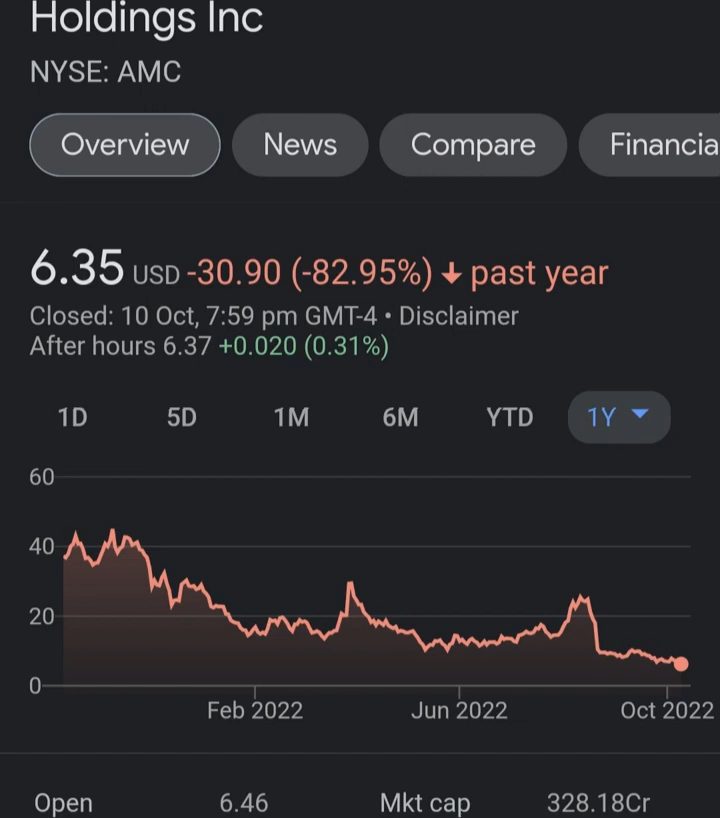 Holdings Inc
NYSE: AMC
Overview News Compare Financia
6.35 USD -30.90 (-82.95%) ↓ past year
Closed: 10 Oct, 7:59 pm GMT-4 • Disclaimer
After hours 6.37 +0.020 (0.31%)
1D 5D 1M 6M YTD 1Y
60
40
20
0
Feb 2022 Jun 2022 Oct 2022
Open 6.46 Mkt cap 328.18Cr